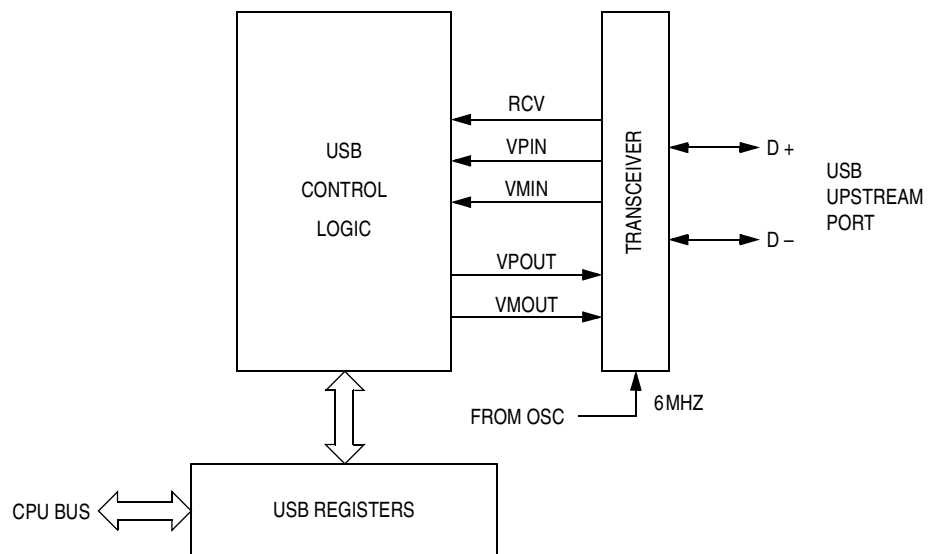 USB
CONTROL
LOGIC
RCV
VPIN
VMIN
VPOUT
VMOUT
TRANSCEIVER
D +
D –
USB
UPSTREAM
PORT
FROM OSC
6 MHZ
CPU BUS
USB REGISTERS